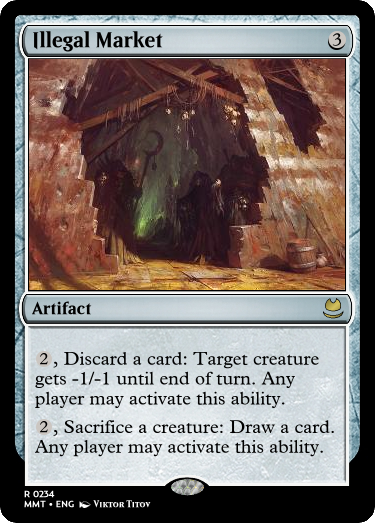 Illegal Market 3
Artifact
2, Discard a card: Target creature
gets -1/-1 until end of turn. Any
player may activate this ability.
2, Sacrifice a creature: Draw a card.
Any player may activate this ability.
R 0234
MMT • ENG Viktor Titov